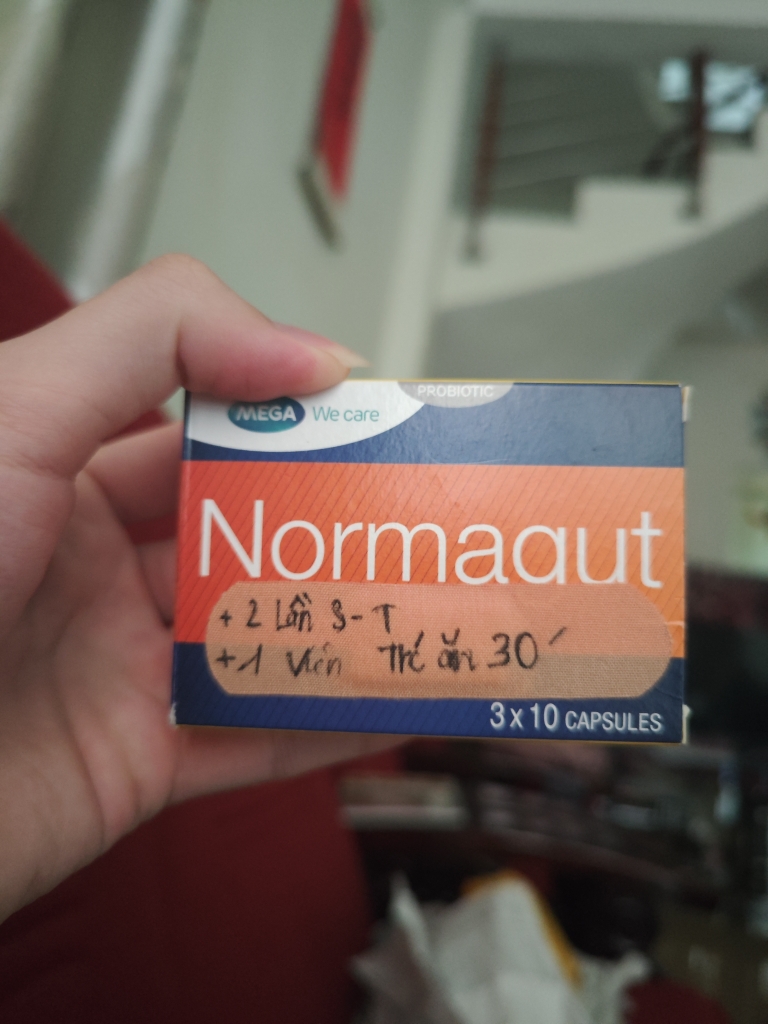 PROBIOTIC
MEGA We care
Normagut
+ 2 Lần S - T
+ 1 viên Trc ăn 30'
3 x 10 CAPSULES